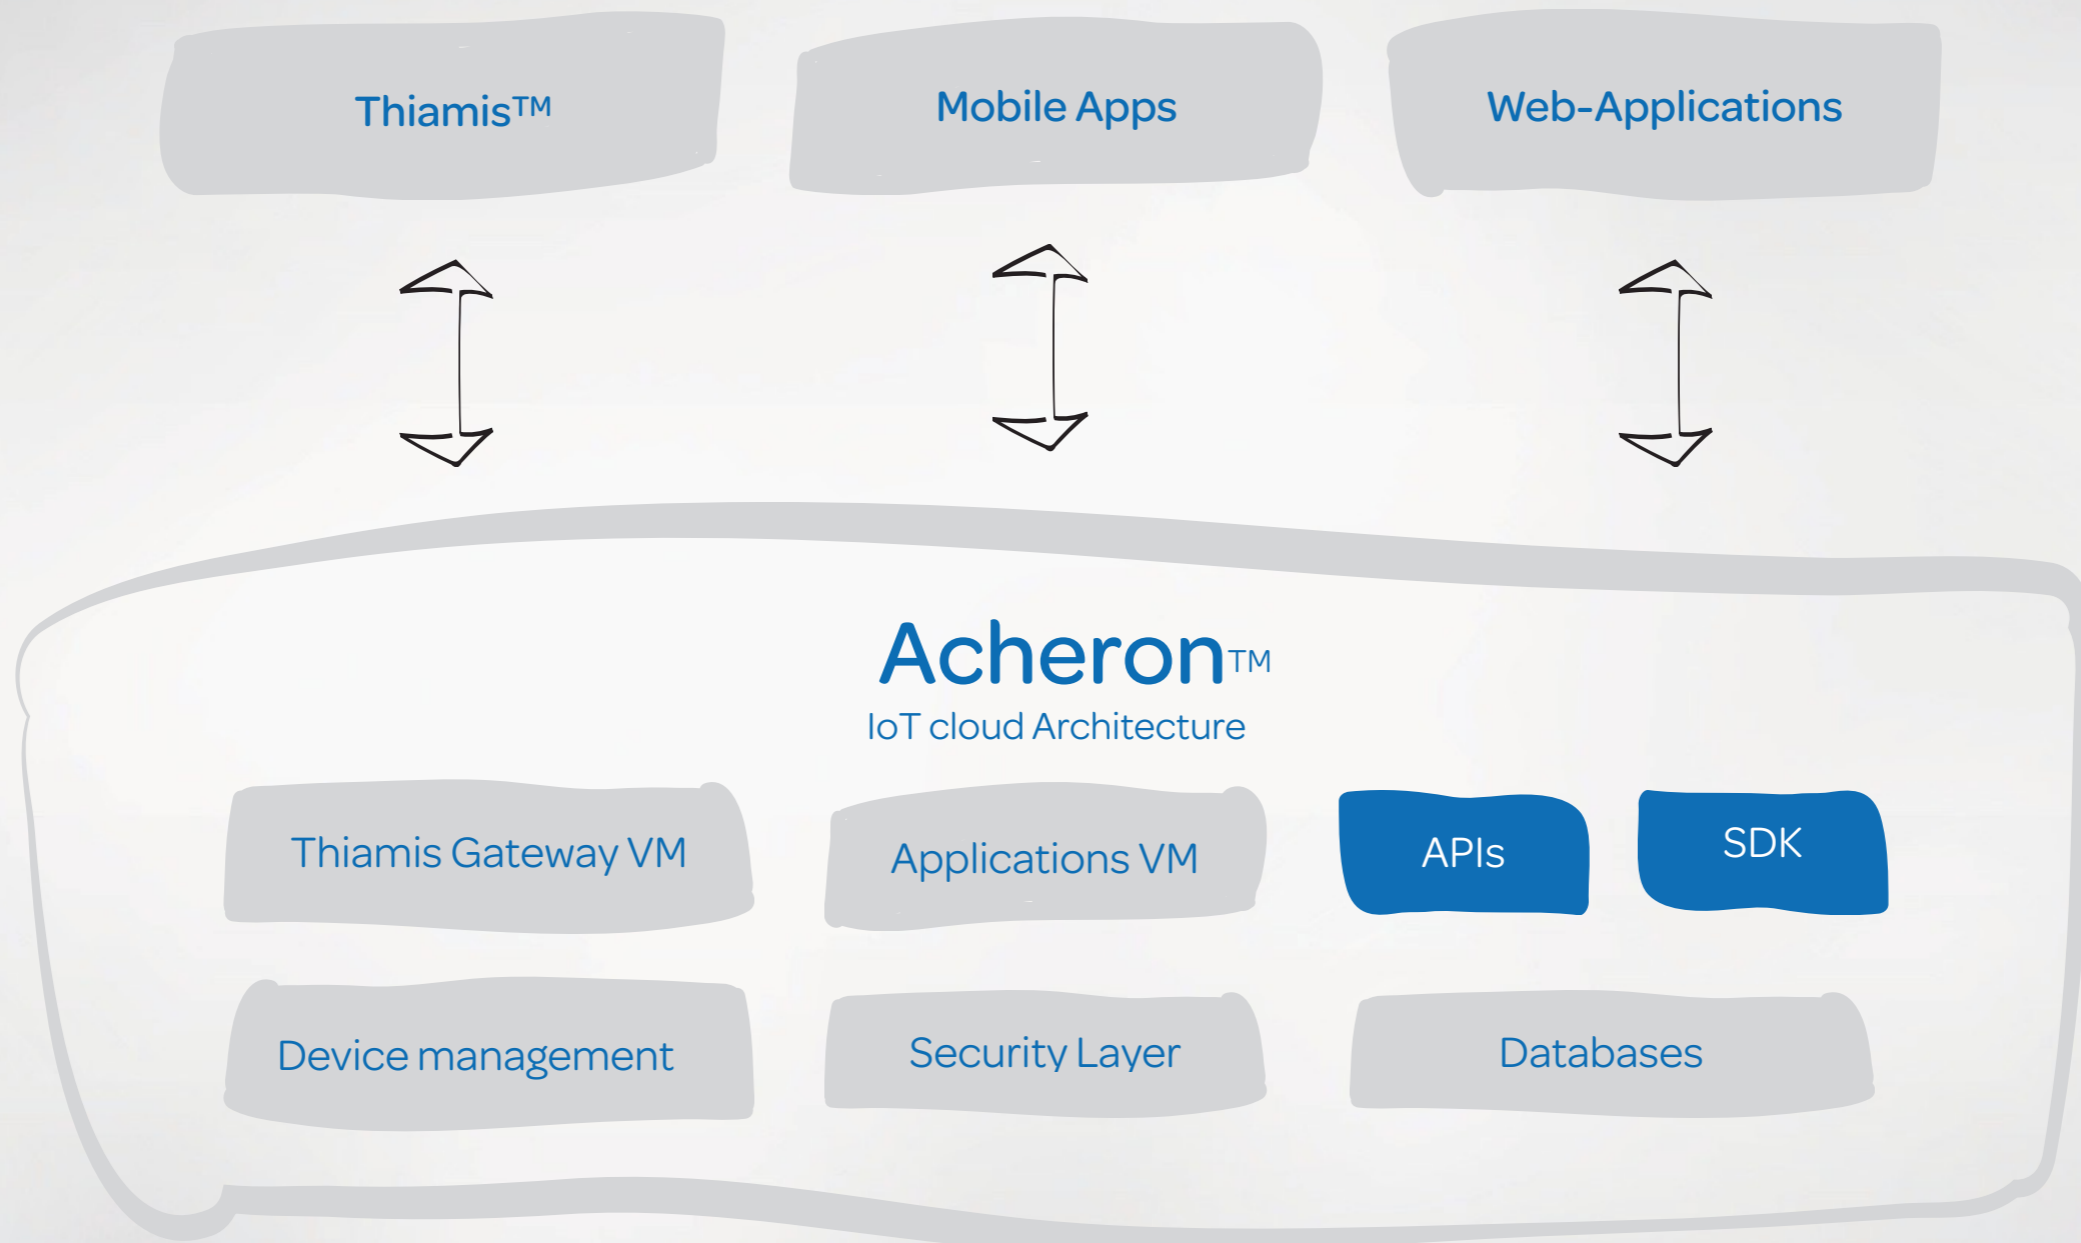 Thiamis™
Mobile Apps
Web-Applications
Acheron™
IoT cloud Architecture
Thiamis Gateway VM
Applications VM
APIs
SDK
Device management
Security Layer
Databases